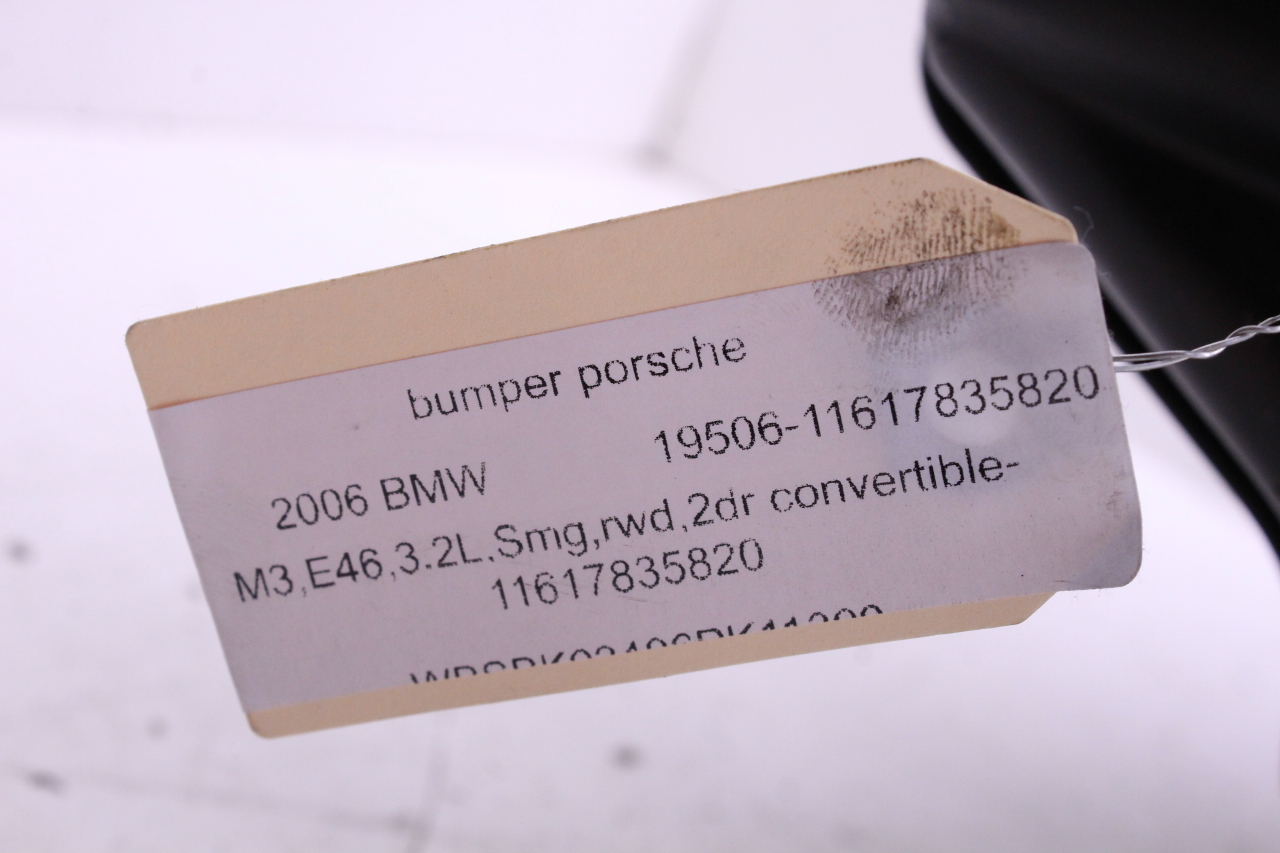 bumper porsche
19506-11617835820
2006 BMW
M3,E46,3.2L,Smg,rwd,2dr convertible-
11617835820